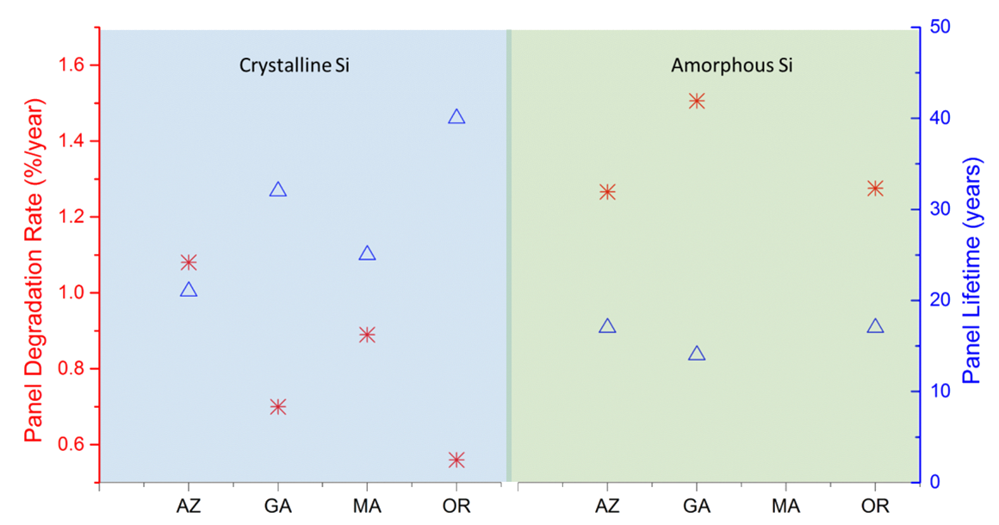 Crystalline Si
Amorphous Si
Panel Degradation Rate (%/year)
1.6
1.4
1.2
1.0
0.8
0.6
50
40
30
20
10
0
Panel Lifetime (years)
AZ GA MA OR
AZ GA MA OR